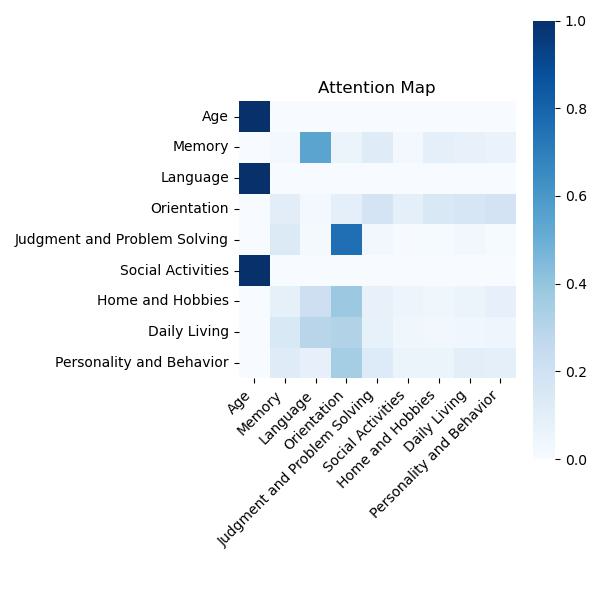 Attention Map
Age
Memory
Language
Orientation
Judgment and Problem Solving
Social Activities
Home and Hobbies
Daily Living
Personality and Behavior
Age
Memory
Language
Orientation
Judgment and Problem Solving
Social Activities
Home and Hobbies
Daily Living
Personality and Behavior
1.0
0.8
0.6
0.4
0.2
0.0